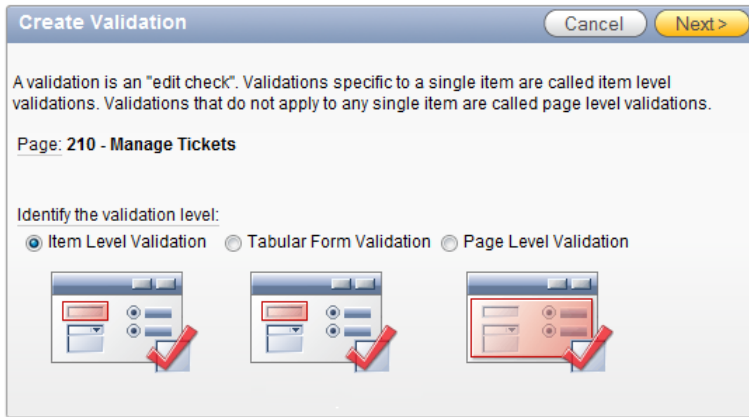 Create Validation
Cancel
Next >
A validation is an "edit check". Validations specific to a single item are called item level
validations. Validations that do not apply to any single item are called page level validations.
Page: 210 - Manage Tickets
Identify the validation level:
Item Level Validation
Tabular Form Validation
Page Level Validation